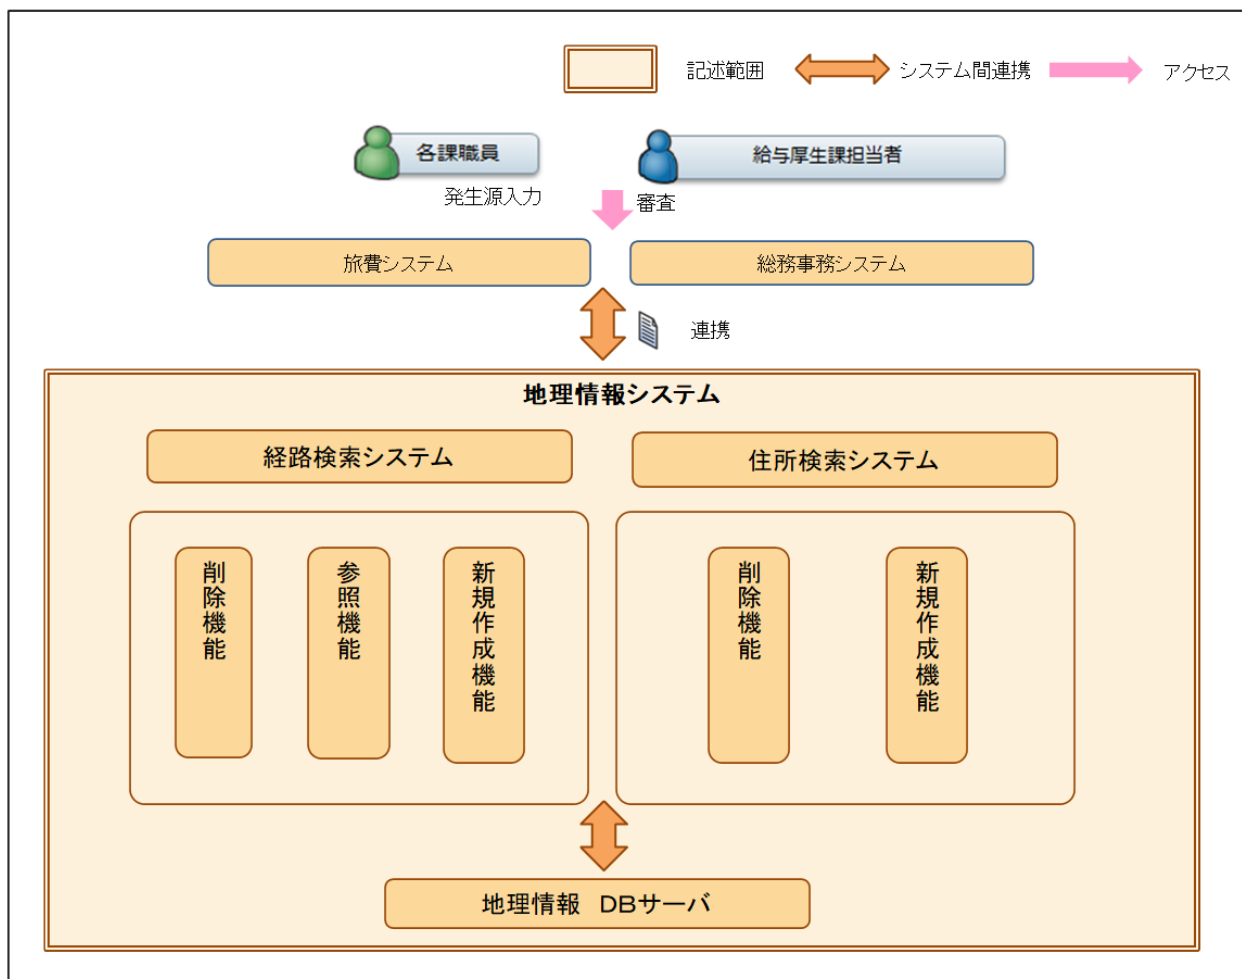 記述範囲
システム間連携
アクセス
各課職員
給与厚生課担当者
発生源入力
審査
旅費システム
総務事務システム
連携
地理情報システム
経路検索システム
住所検索システム
削除機能
参照機能
新規作成機能
削除機能
新規作成機能
地理情報　DBサーバ